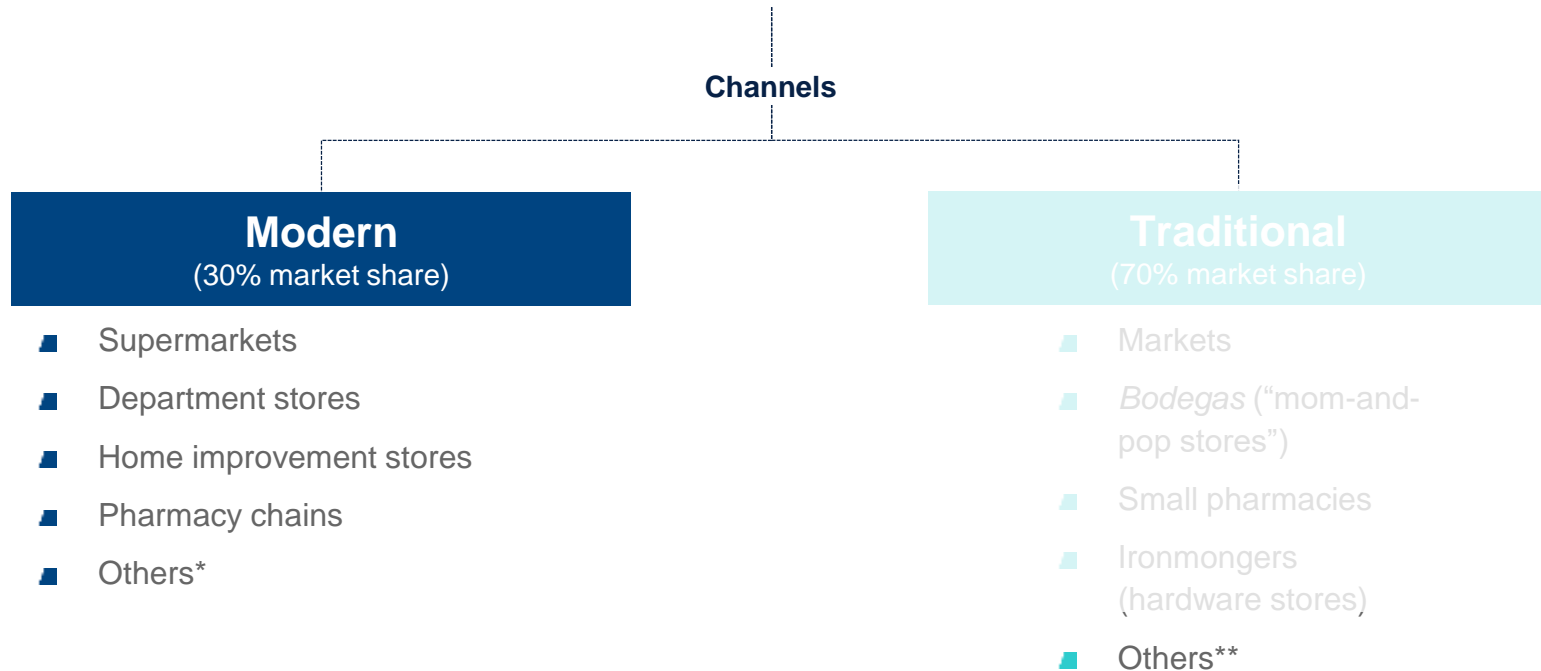 Channels
Modern
(30% market share)
Supermarkets
Department stores
Home improvement stores
Pharmacy chains
Others*
Traditional
(70% market share)
Markets
Bodegas (“mom-and-
pop stores”)
Small pharmacies
Ironmongers
(hardware stores)
Others**